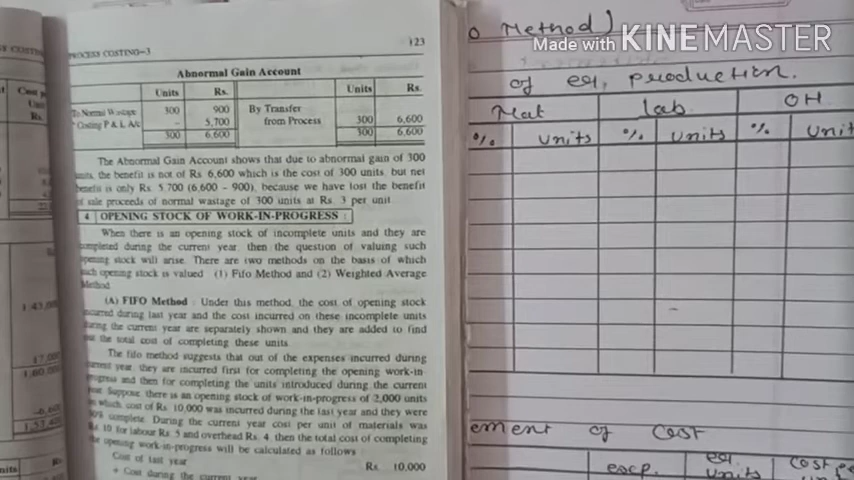 PROCESS COSTING—3
123
Abnormal Gain Account
Units Rs. Units Rs.
To Normal Wastage 300 900 By Transfer
Costing P & L A/c - 5,700 from Process 300 6,600
300 6,600 300 6,600
The Abnormal Gain Account shows that due to abnormal gain of 300
units, the benefit is not of Rs 6,600 which is the cost of 300 units, but net
benefit is only Rs 5,700 (6,600 – 900), because we have lost the benefit
of sale proceeds of normal wastage of 300 units at Rs 3 per unit
4 OPENING STOCK OF WORK-IN-PROGRESS :
When there is an opening stock of incomplete units and they are
completed during the current year, then the question of valuing such
opening stock will arise. There are two methods on the basis of which
such opening stock is valued (1) Fifo Method and (2) Weighted Average
Method
(A) FIFO Method : Under this method, the cost of opening stock
incurred during last year and the cost incurred on these incomplete units
during the current year are separately shown and they are added to find
out the total cost of completing these units
The fifo method suggests that out of the expenses incurred during
current year, they are incurred first for completing the opening work-in-
progress and then for completing the units introduced during the current
year Suppose, there is an opening stock of work-in-progress of 2,000 units
on which cost of Rs 10,000 was incurred during the last year and they were
50% complete. During the current year cost per unit of materials was
Rs 10 for labour Rs 5 and overhead Rs 4, then the total cost of completing
the opening work-in-progress will be calculated as follows
Cost of last year Rs 10,000
+ Cost during the current year
1,60,000
Made with KINEMASTER
o Method)
of eq. production.
Mat lab OH
% units % units % unit
ement of cost
exp. eq. units cost pe